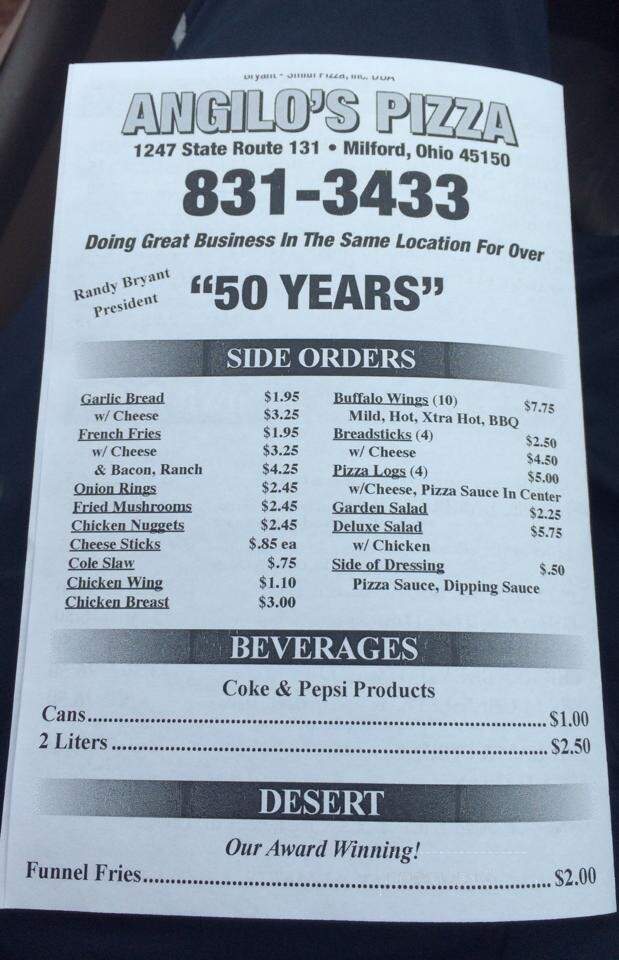 Bryant - Smith Pizza, Inc. DBA
ANGILO'S PIZZA
1247 State Route 131 • Milford, Ohio 45150
831-3433
Doing Great Business In The Same Location For Over
Randy Bryant
President
"50 YEARS"
SIDE ORDERS
Garlic Bread $1.95
w/ Cheese $3.25
French Fries $1.95
w/ Cheese $3.25
& Bacon, Ranch $4.25
Onion Rings $2.45
Fried Mushrooms $2.45
Chicken Nuggets $2.45
Cheese Sticks $.85 ea
Cole Slaw $.75
Chicken Wing $1.10
Chicken Breast $3.00
Buffalo Wings (10) $7.75
Mild, Hot, Xtra Hot, BBQ
Breadsticks (4) $2.50
w/ Cheese $4.50
Pizza Logs (4) $5.00
w/Cheese, Pizza Sauce In Center
Garden Salad $2.25
Deluxe Salad $5.75
w/ Chicken
Side of Dressing $.50
Pizza Sauce, Dipping Sauce
BEVERAGES
Coke & Pepsi Products
Cans.......... $1.00
2 Liters .......... $2.50
DESERT
Our Award Winning!
Funnel Fries.......... $2.00